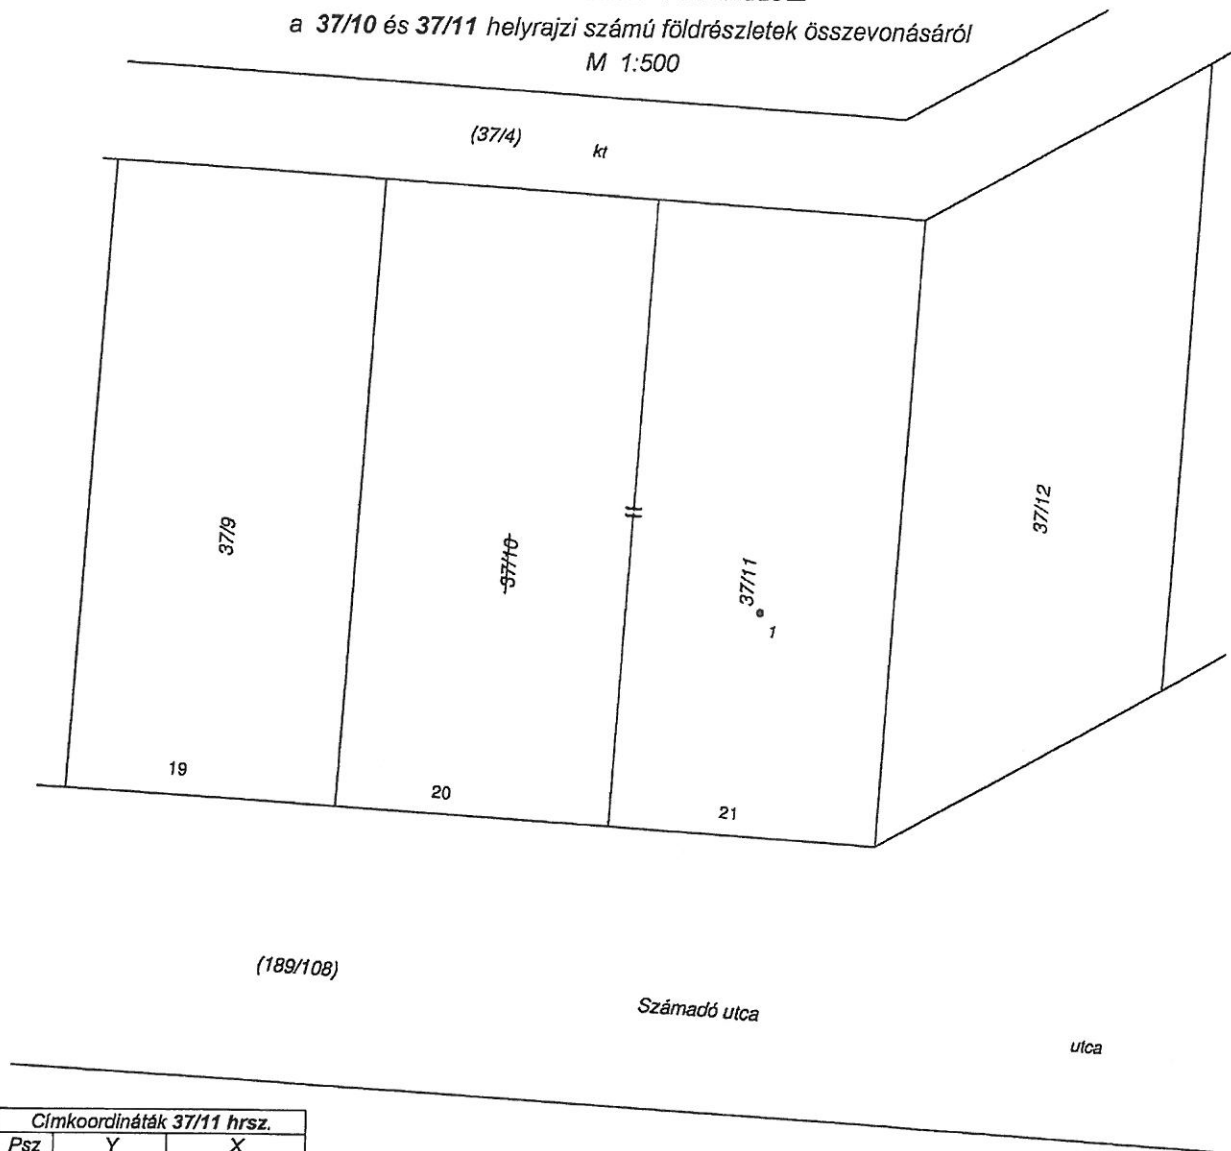 a 37/10 és 37/11 helyrajzi számú földrészletek összevonásáról
M 1:500
(37/4) kt
37/9
37/10
37/11
1
37/12
19
20
21
(189/108)
Számadó utca
utca
Címkoordináták 37/11 hrsz.
Psz Y X